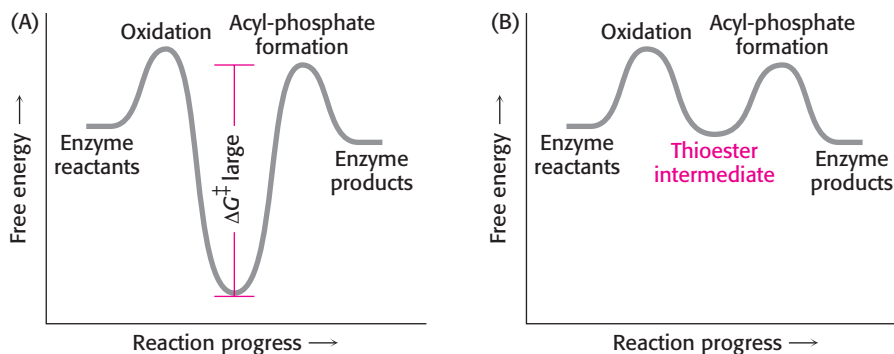 (A)
Oxidation
Acyl-phosphate
formation
Free energy →
Enzyme
reactants
ΔG‡ large
Enzyme
products
Reaction progress →
(B)
Oxidation
Acyl-phosphate
formation
Free energy →
Enzyme
reactants
Thioester
intermediate
Enzyme
products
Reaction progress →